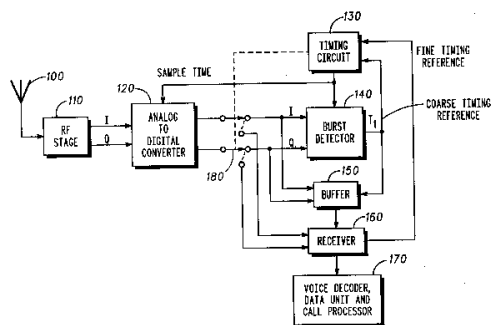 130
TIMING
CIRCUIT
FINE TIMING
REFERENCE
100
SAMPLE TIME
120
140
110
ANALOG
TO
DIGITAL
CONVERTER
I
BURST
DETECTOR
T1
COARSE TIMING
REFERENCE
RF
STAGE
I
Q
Q
180
150
BUFFER
160
RECEIVER
170
VOICE DECODER,
DATA UNIT AND
CALL PROCESSOR